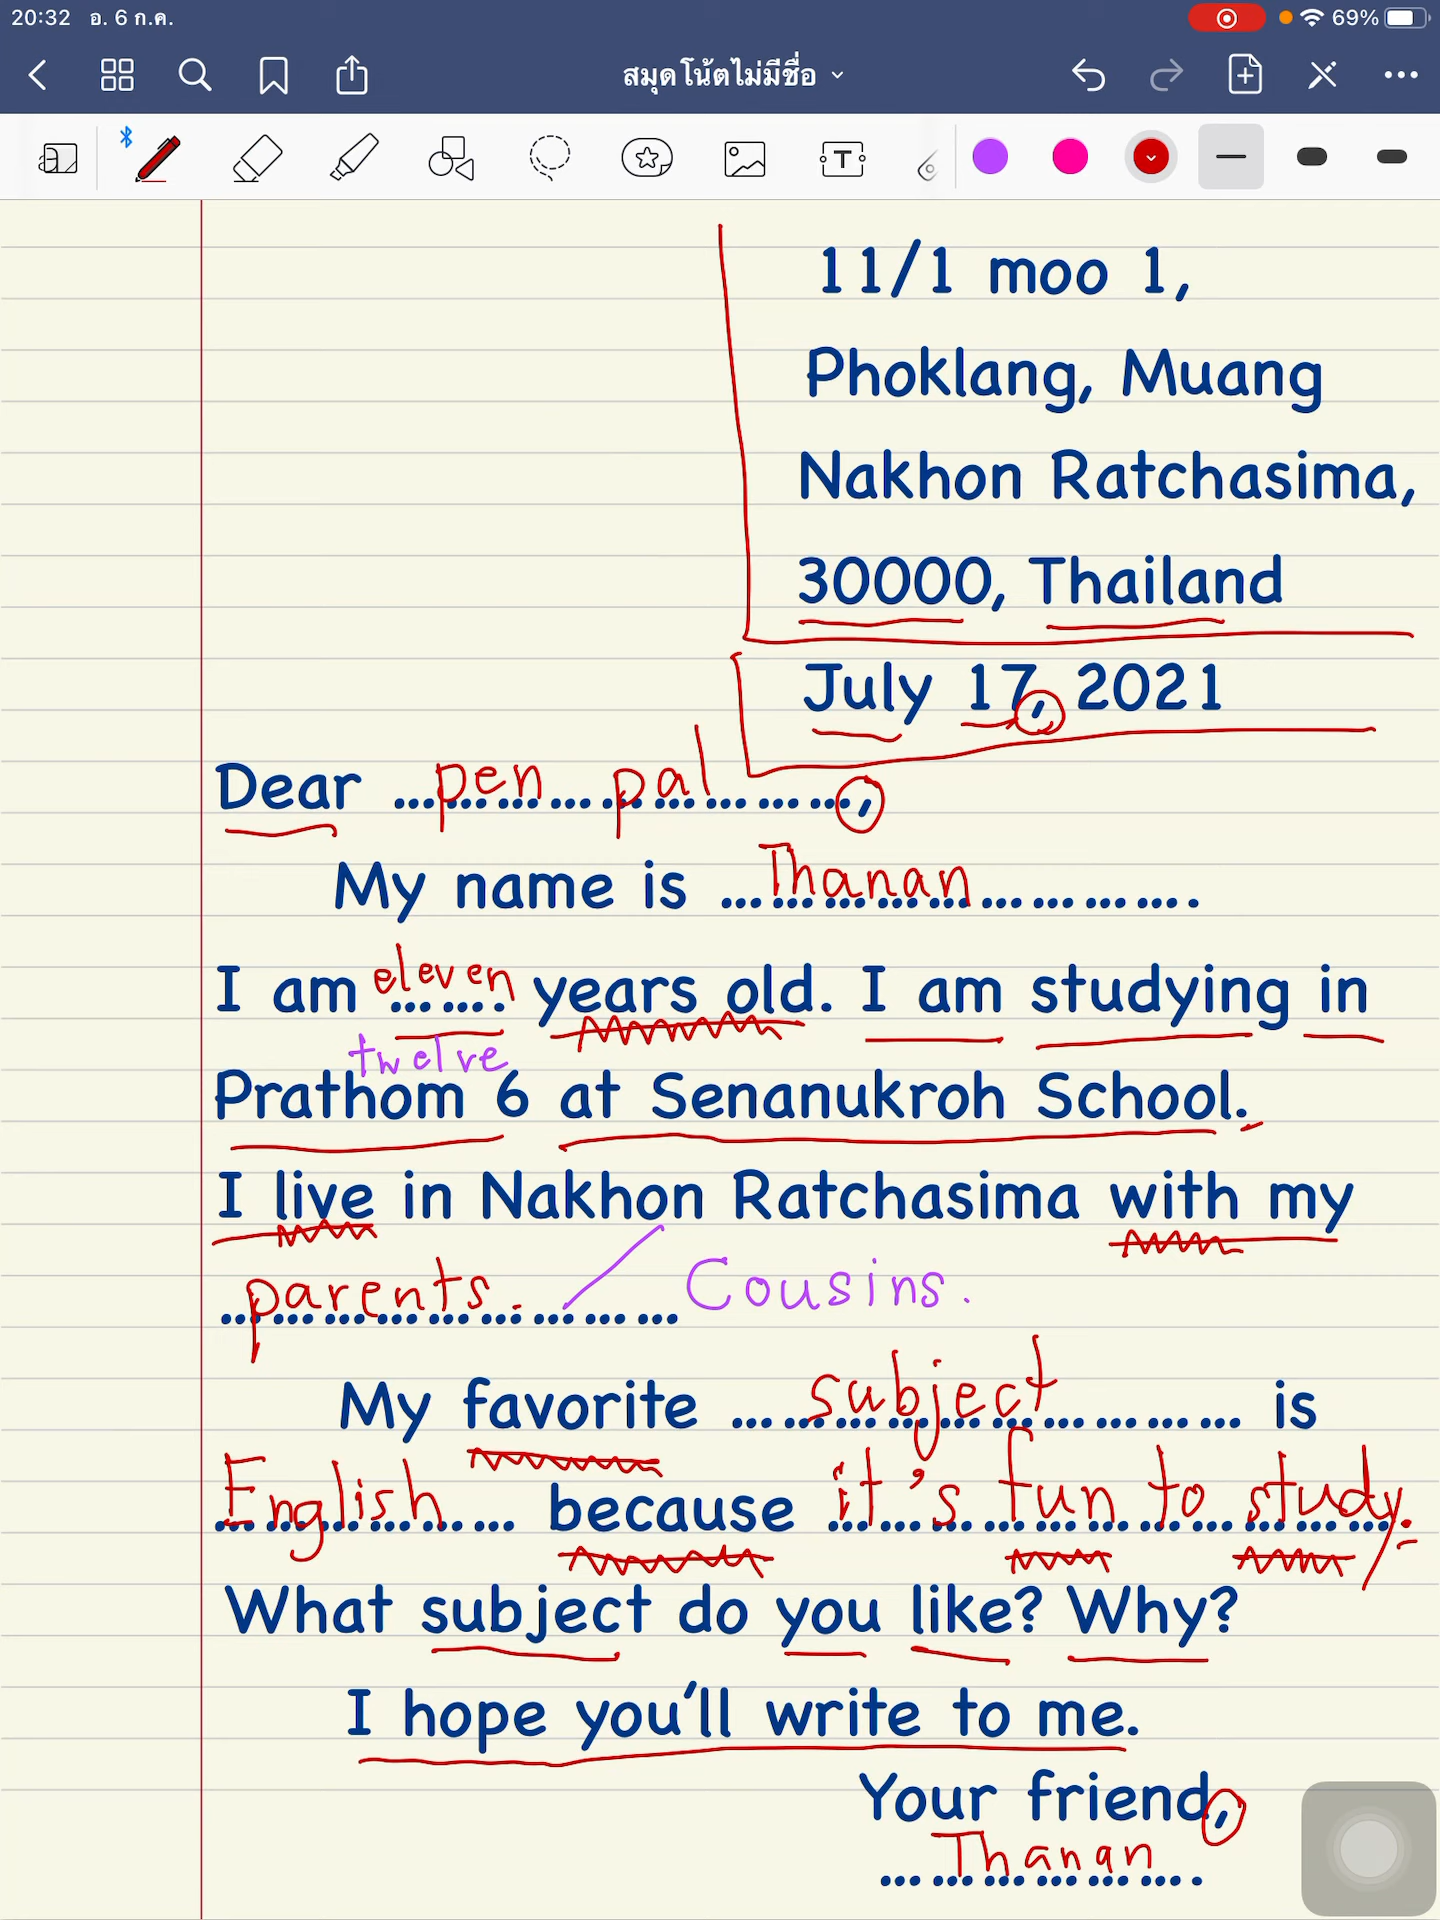 20:32 อ. 6 ก.ค. 69%
สมุดโน้ตไม่มีชื่อ
11/1 moo 1,
Phoklang, Muang
Nakhon Ratchasima,
30000, Thailand
July 17, 2021
Dear pen pal ,
My name is Thanan .
I am eleven years old. I am studying in
twelve
Prathom 6 at Senanukroh School.
I live in Nakhon Ratchasima with my
parents. / Cousins.
My favorite subject is
English because it's fun to study.
What subject do you like? Why?
I hope you'll write to me.
Your friend,
Thanan .